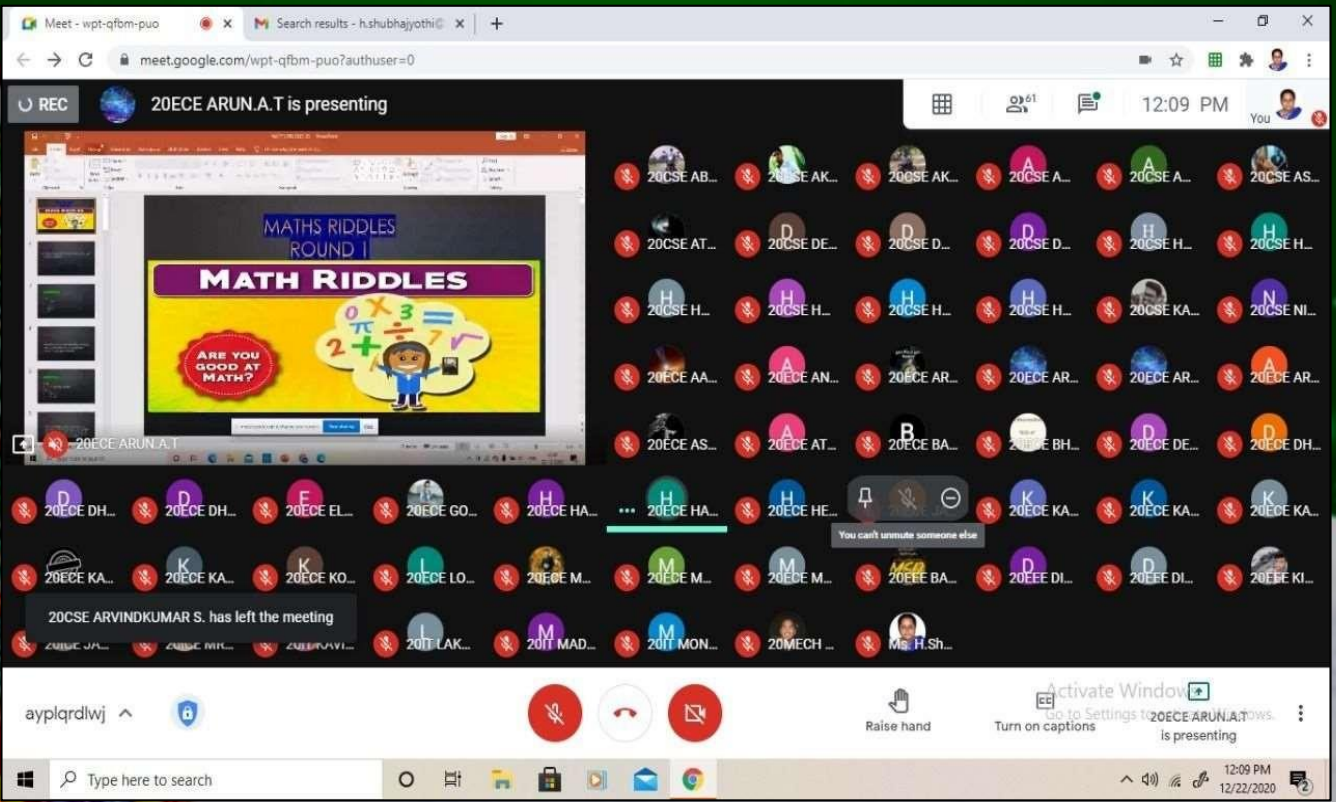 Meet - wpt-qfbm-puo
Search results - h.shubhajyothi@
meet.google.com/wpt-qfbm-puo?authuser=0
REC
20ECE ARUN.A.T is presenting
61
12:09 PM
You
MATHS RIDDLES
ROUND 1
MATH RIDDLES
ARE YOU
GOOD AT
MATH?
20ECE ARUN.A.T
20CSE AB...
20CSE AK...
20CSE AK...
20CSE A...
20CSE A...
20CSE AS...
20CSE AT...
20CSE DE...
20CSE D...
20CSE D...
20CSE H...
20CSE H...
20CSE H...
20CSE H...
20CSE H...
20CSE H...
20CSE KA...
20CSE NI...
20ECE AA...
20ECE AN...
20ECE AR...
20ECE AR...
20ECE AR...
20ECE AR...
20ECE AS...
20ECE AT...
20ECE BA...
20ECE BH...
20ECE DE...
20ECE DH...
20ECE DH...
20ECE DH...
20ECE EL...
20ECE GO...
20ECE HA...
20ECE HA...
20ECE HE...
20ECE KA...
20ECE KA...
20ECE KA...
You can't unmute someone else
20ECE KA...
20ECE KA...
20ECE KO...
20ECE LO...
20ECE M...
20ECE M...
20ECE M...
20EEE BA...
20EEE DI...
20EEE DI...
20EEE KI...
20CSE ARVINDKUMAR S. has left the meeting
20IT LAK...
20IT MAD...
20IT MON...
20MECH ...
Ms. H.Sh...
ayplqrdlwj
Raise hand
Turn on captions
20ECE ARUN.A.T
is presenting
Activate Windows
Go to Settings to activate Windows.
Type here to search
12:09 PM
12/22/2020
2